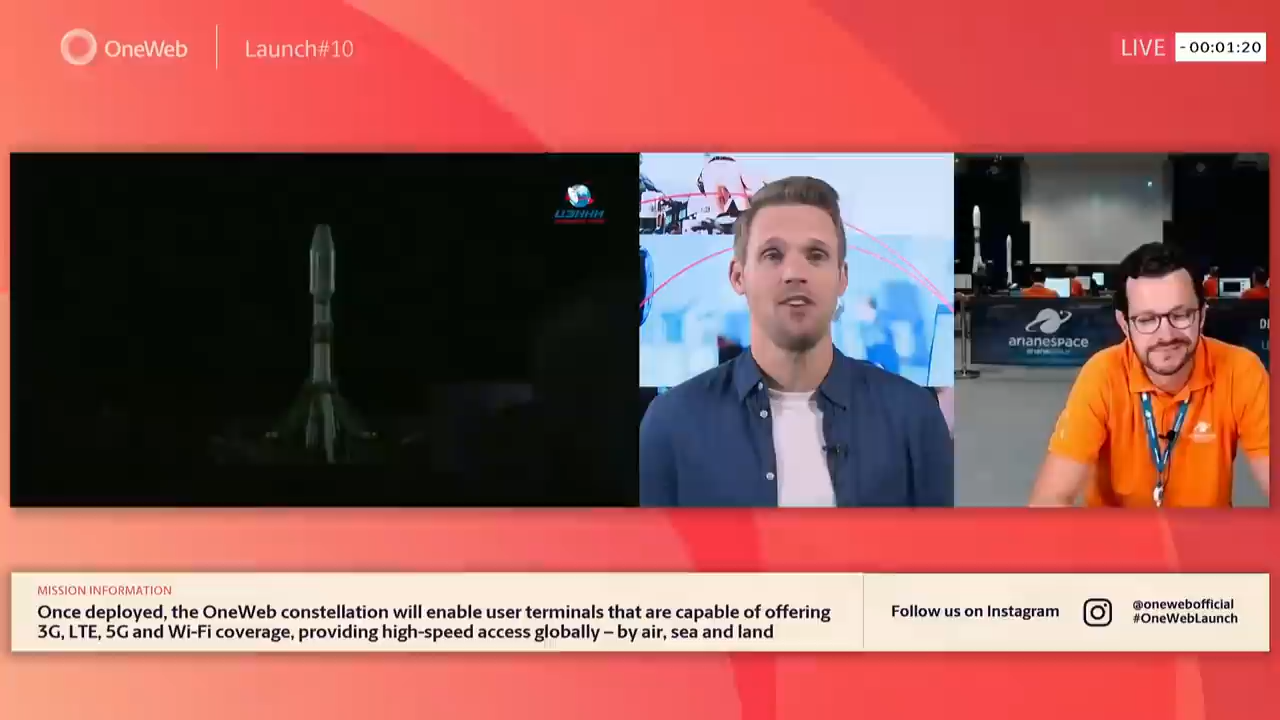 OneWeb
Launch#10
LIVE
- 00:01:20
ЦЭНКИ
arianespace
MISSION INFORMATION
Once deployed, the OneWeb constellation will enable user terminals that are capable of offering
3G, LTE, 5G and Wi-Fi coverage, providing high-speed access globally – by air, sea and land
Follow us on Instagram
@onewebofficial
#OneWebLaunch